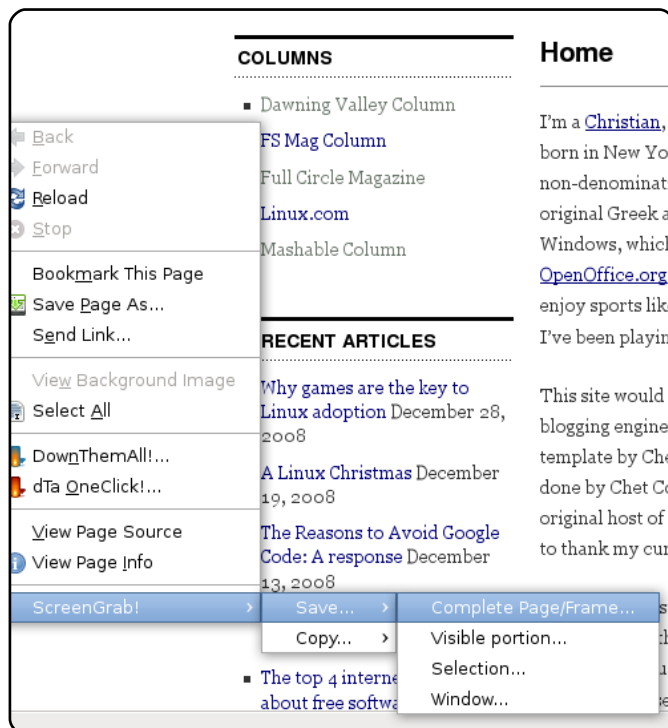 COLUMNS
Dawning Valley Column
FS Mag Column
Full Circle Magazine
Linux.com
Mashable Column
Back
Forward
Reload
Stop
Bookmark This Page
Save Page As...
Send Link...
View Background Image
Select All
DownThemAll!...
dTa OneClick!...
View Page Source
View Page Info
ScreenGrab! >
Save... >
Copy... >
Complete Page/Frame...
Visible portion...
Selection...
Window...
RECENT ARTICLES
Why games are the key to
Linux adoption December 28,
2008
A Linux Christmas December
19, 2008
The Reasons to Avoid Google
Code: A response December
13, 2008
The top 4 interne
about free softwa
Home
I'm a Christian,
born in New Yo
non-denominat
original Greek a
Windows, which
OpenOffice.org
enjoy sports lik
I've been playin
This site would
blogging engine
template by Che
done by Chet Co
original host of
to thank my cur